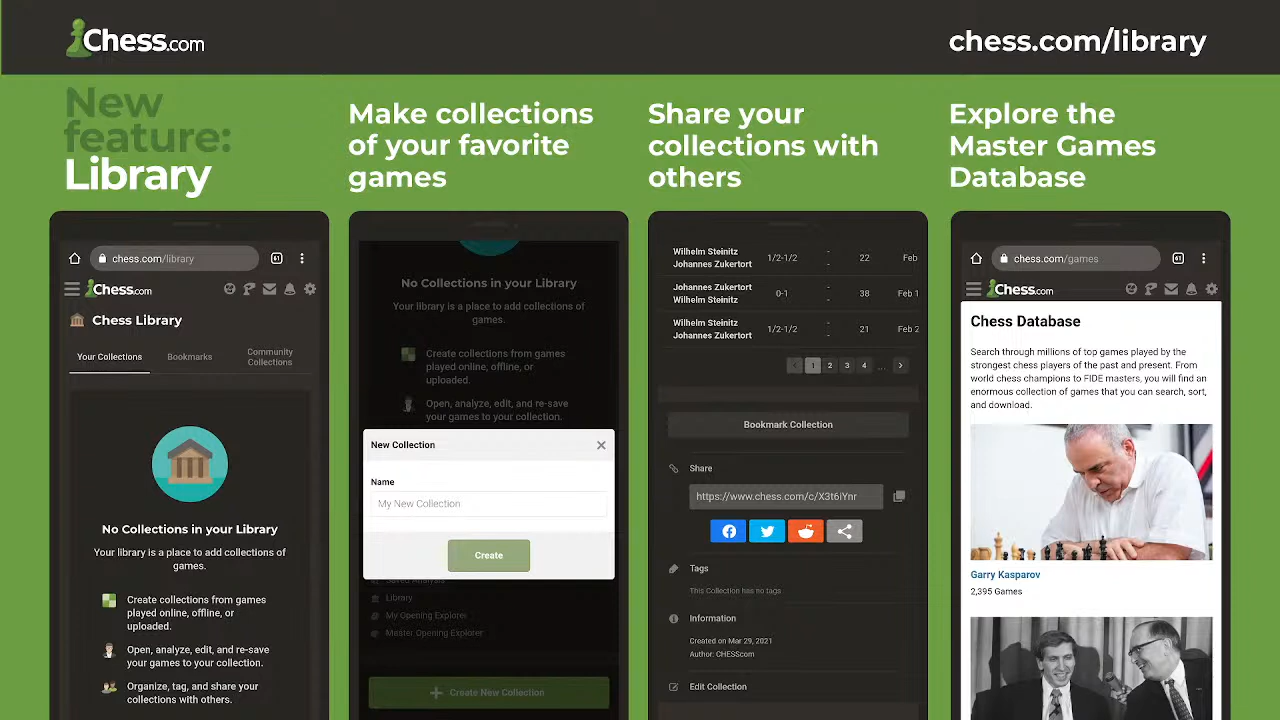 Chess.com
chess.com/library
New
feature:
Library
Make collections
of your favorite
games
Share your
collections with
others
Explore the
Master Games
Database
chess.com/library
61
Chess.com
Chess Library
Your Collections
Bookmarks
Community
Collections
No Collections in your Library
Your library is a place to add collections of
games.
Create collections from games
played online, offline, or
uploaded.
Open, analyze, edit, and re-save
your games to your collection.
Organize, tag, and share your
collections with others.
No Collections in your Library
Your library is a place to add collections of
games.
Create collections from games
played online, offline, or
uploaded.
Open, analyze, edit, and re-save
your games to your collection.
New Collection
Name
My New Collection
Create
Saved Analysis
Library
My Opening Explorer
Master Opening Explorer
Create New Collection
Wilhelm Steinitz
Johannes Zukertort
1/2-1/2
-
-
22
Feb
Johannes Zukertort
Wilhelm Steinitz
0-1
-
-
38
Feb 1
Wilhelm Steinitz
Johannes Zukertort
1/2-1/2
-
-
21
Feb 2
1 2 3 4 ...
Bookmark Collection
Share
https://www.chess.com/c/X3t6iYnr
Tags
This Collection has no tags
Information
Created on Mar 29, 2021
Author: CHESScom
Edit Collection
chess.com/games
61
Chess.com
Chess Database
Search through millions of top games played by the
strongest chess players of the past and present. From
world chess champions to FIDE masters, you will find an
enormous collection of games that you can search, sort,
and download.
Garry Kasparov
2,395 Games